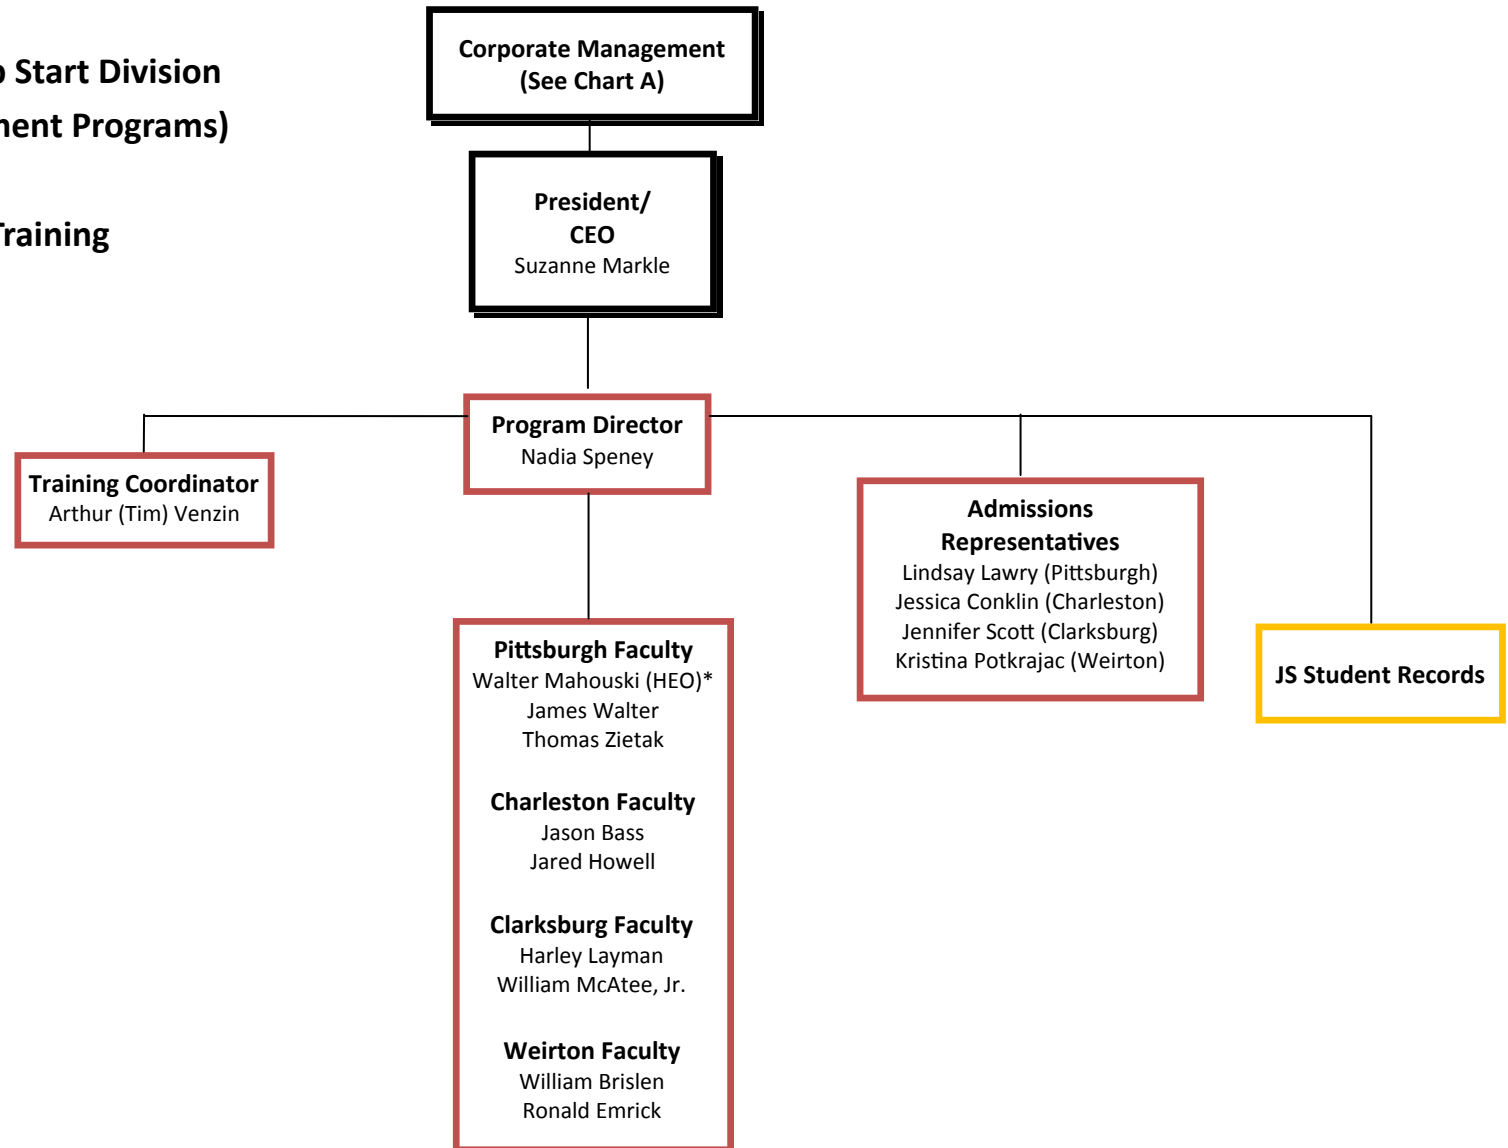 Start Division
Programs)
Training
Corporate Management
(See Chart A)
President/
CEO
Suzanne Markle
Program Director
Nadia Speney
Training Coordinator
Arthur (Tim) Venzin
Admissions
Representatives
Lindsay Lawry (Pittsburgh)
Jessica Conklin (Charleston)
Jennifer Scott (Clarksburg)
Kristina Potkrajac (Weirton)
JS Student Records
Pittsburgh Faculty
Walter Mahouski (HEO)*
James Walter
Thomas Zietak
Charleston Faculty
Jason Bass
Jared Howell
Clarksburg Faculty
Harley Layman
William McAtee, Jr.
Weirton Faculty
William Brislen
Ronald Emrick